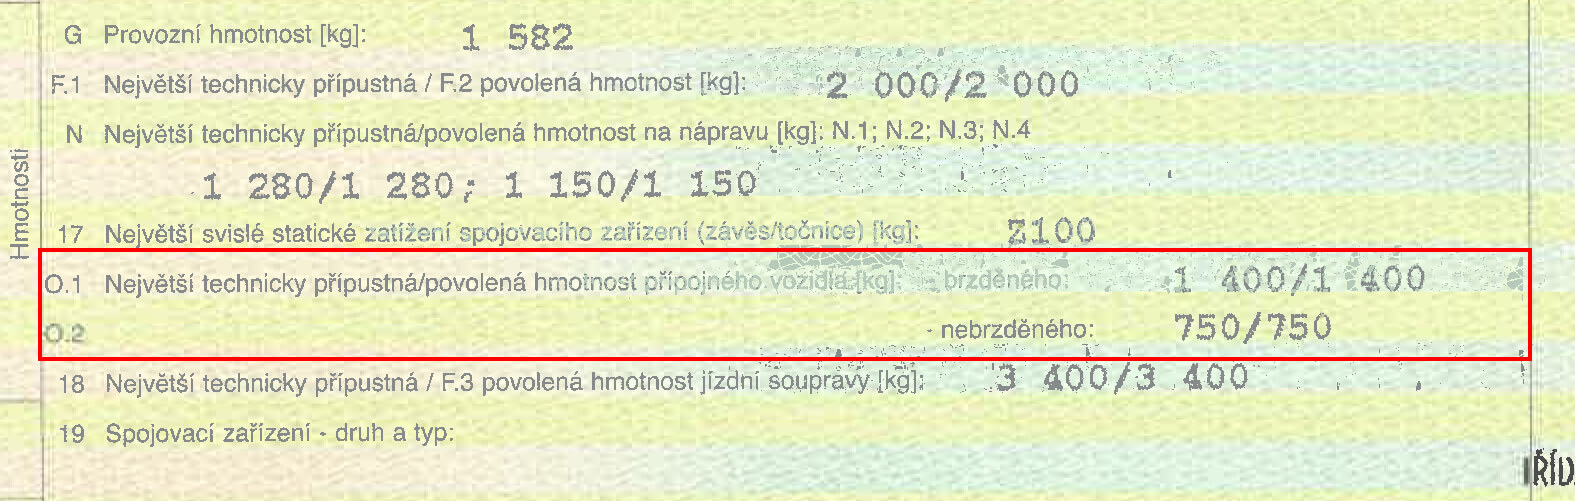 Hmotnosti
G Provozní hmotnost [kg]: 1 582
F.1 Největší technicky přípustná / F.2 povolená hmotnost [kg]: 2 000/2 000
N Největší technicky přípustná/povolená hmotnost na nápravu [kg]: N.1; N.2; N.3; N.4
1 280/1 280; 1 150/1 150
17 Největší svislé statické zatížení spojovacího zařízení (závěs/točnice) [kg]: Z100
O.1 Největší technicky přípustná/povolená hmotnost přípojného vozidla [kg]: - brzděného: 1 400/1 400
O.2 - nebrzděného: 750/750
18 Největší technicky přípustná / F.3 povolená hmotnost jízdní soupravy [kg]: 3 400/3 400
19 Spojovací zařízení - druh a typ: